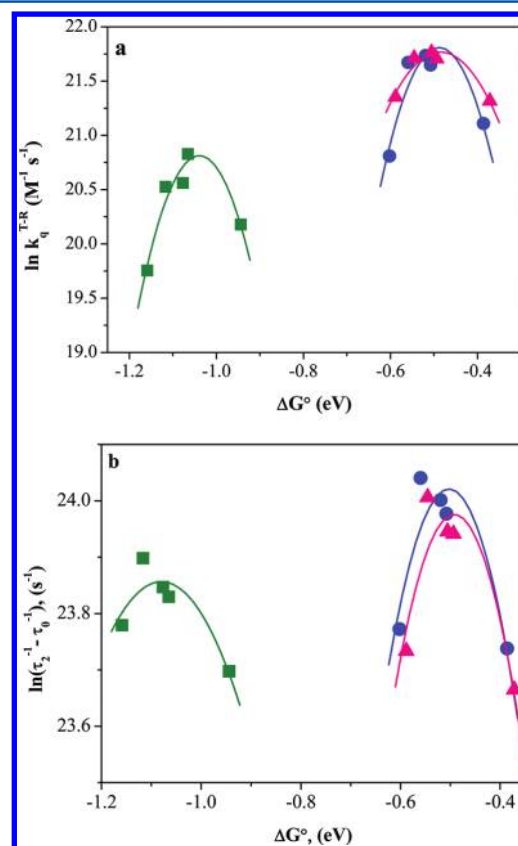 a
22.0
21.5
21.0
20.5
20.0
19.5
19.0
ln k_q^T-R (M⁻¹ s⁻¹)
-1.2 -1.0 -0.8 -0.6 -0.4
ΔG° (eV)
b
24.0
23.8
23.6
ln(τ₂⁻¹- τ₀⁻¹), (s⁻¹)
-1.2 -1.0 -0.8 -0.6 -0.4
ΔG°, (eV)